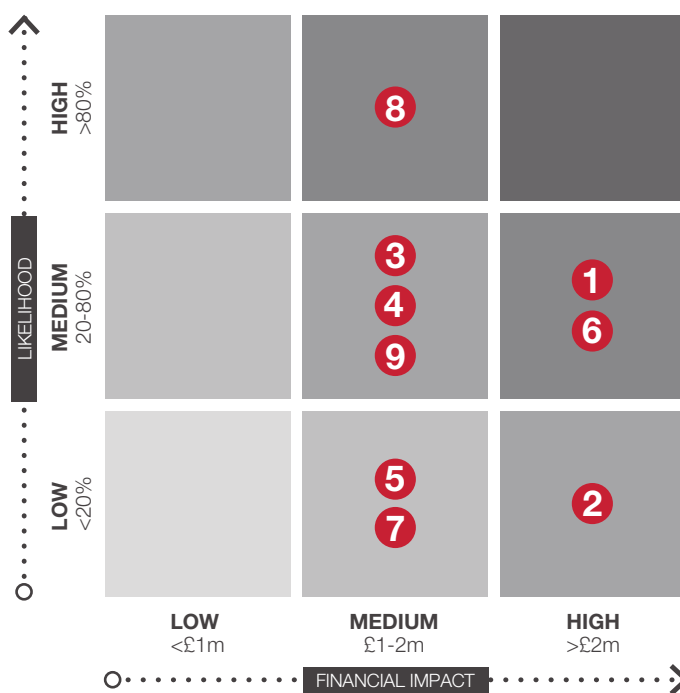 HIGH
>80%
8
LIKELIHOOD
MEDIUM
20-80%
3
4
9
1
6
LOW
<20%
5
7
2
LOW
<£1m
MEDIUM
£1-2m
HIGH
>£2m
FINANCIAL IMPACT